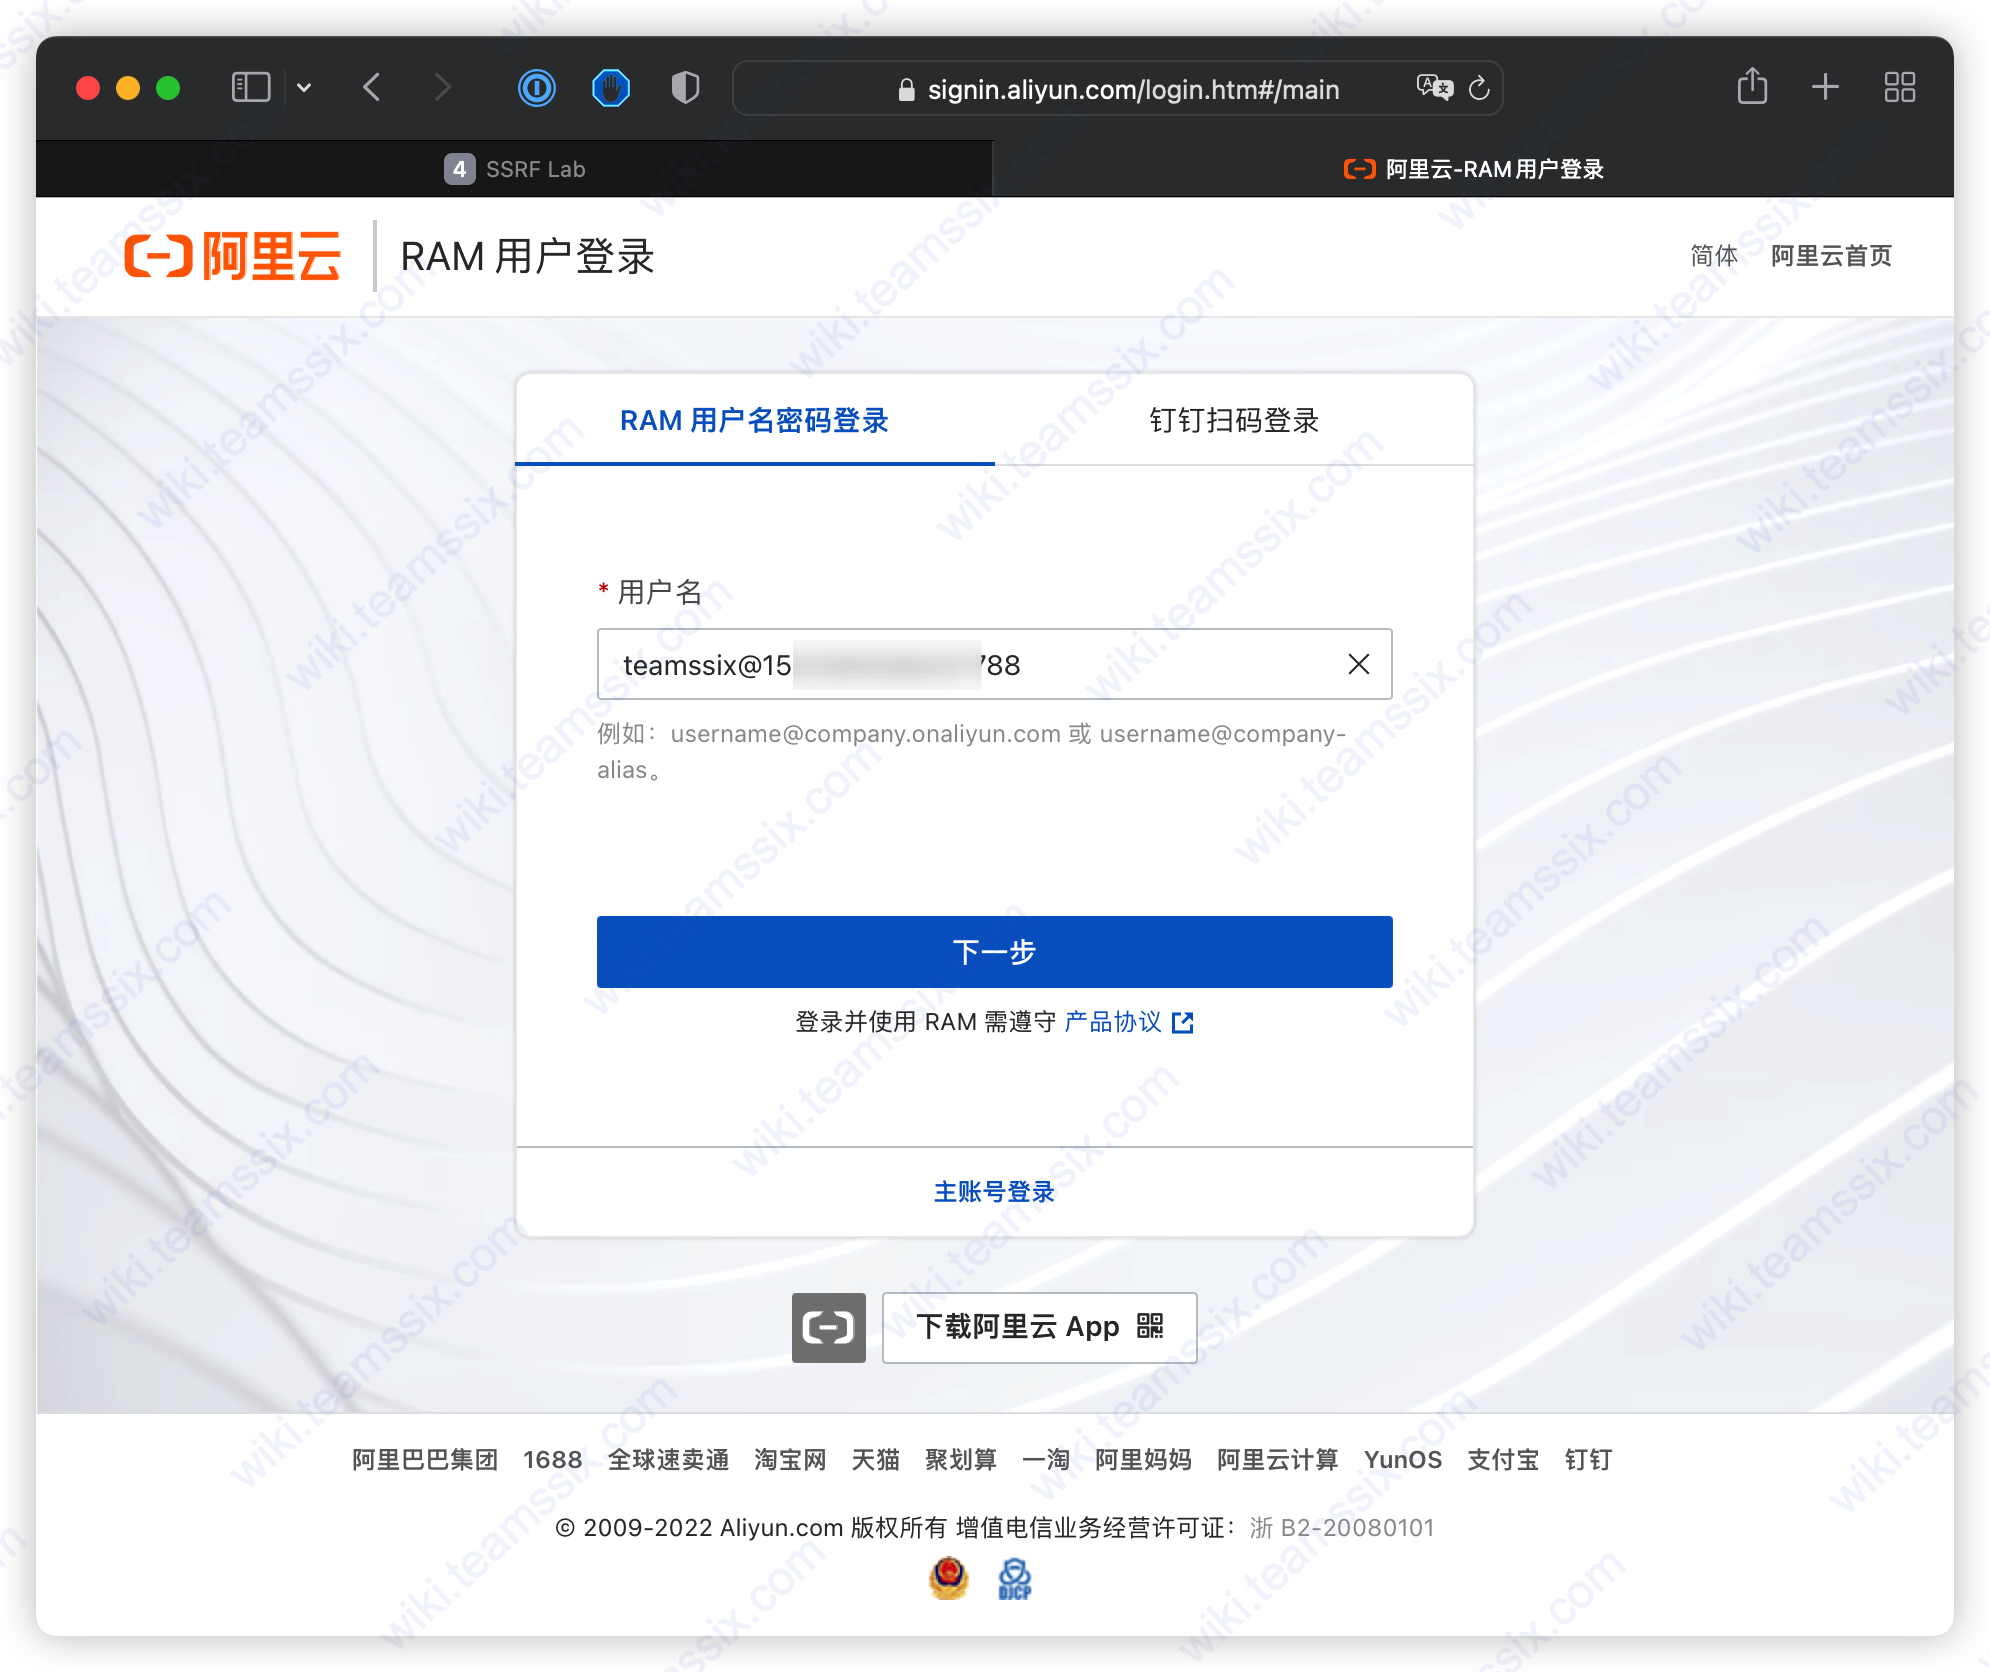 signin.aliyun.com/login.htm#/main
4 SSRF Lab
阿里云-RAM 用户登录
阿里云 RAM 用户登录
简体 阿里云首页
RAM 用户名密码登录 钉钉扫码登录
* 用户名
teamssix@15 788
例如：username@company.onaliyun.com 或 username@company-
alias。
下一步
登录并使用 RAM 需遵守 产品协议
主账号登录
下载阿里云 App
阿里巴巴集团 1688 全球速卖通 淘宝网 天猫 聚划算 一淘 阿里妈妈 阿里云计算 YunOS 支付宝 钉钉
© 2009-2022 Aliyun.com 版权所有 增值电信业务经营许可证：浙 B2-20080101
DJCP
wiki.teamssix.com